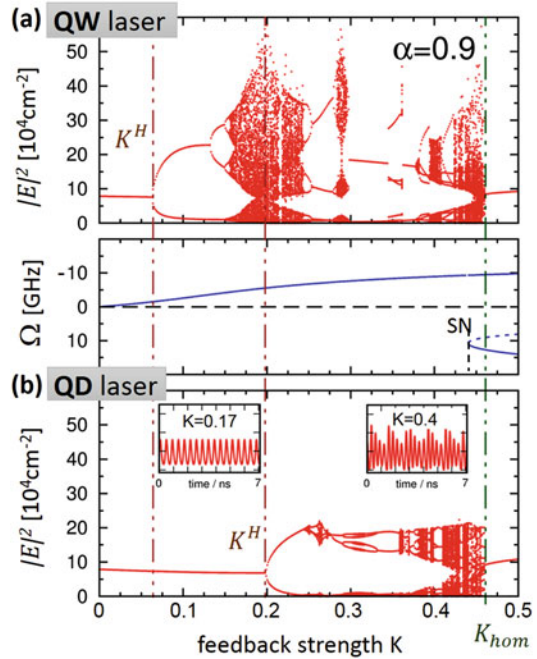 (a) QW laser
α=0.9
K^H
|E|² [10⁴cm⁻²]
50
40
30
20
10
0
Ω [GHz]
-10
0
10
SN
(b) QD laser
K=0.17
0 7
time / ns
K=0.4
0 7
time / ns
K^H
|E|² [10⁴cm⁻²]
50
40
30
20
10
0
0 0.1 0.2 0.3 0.4 0.5
feedback strength K
K_hom